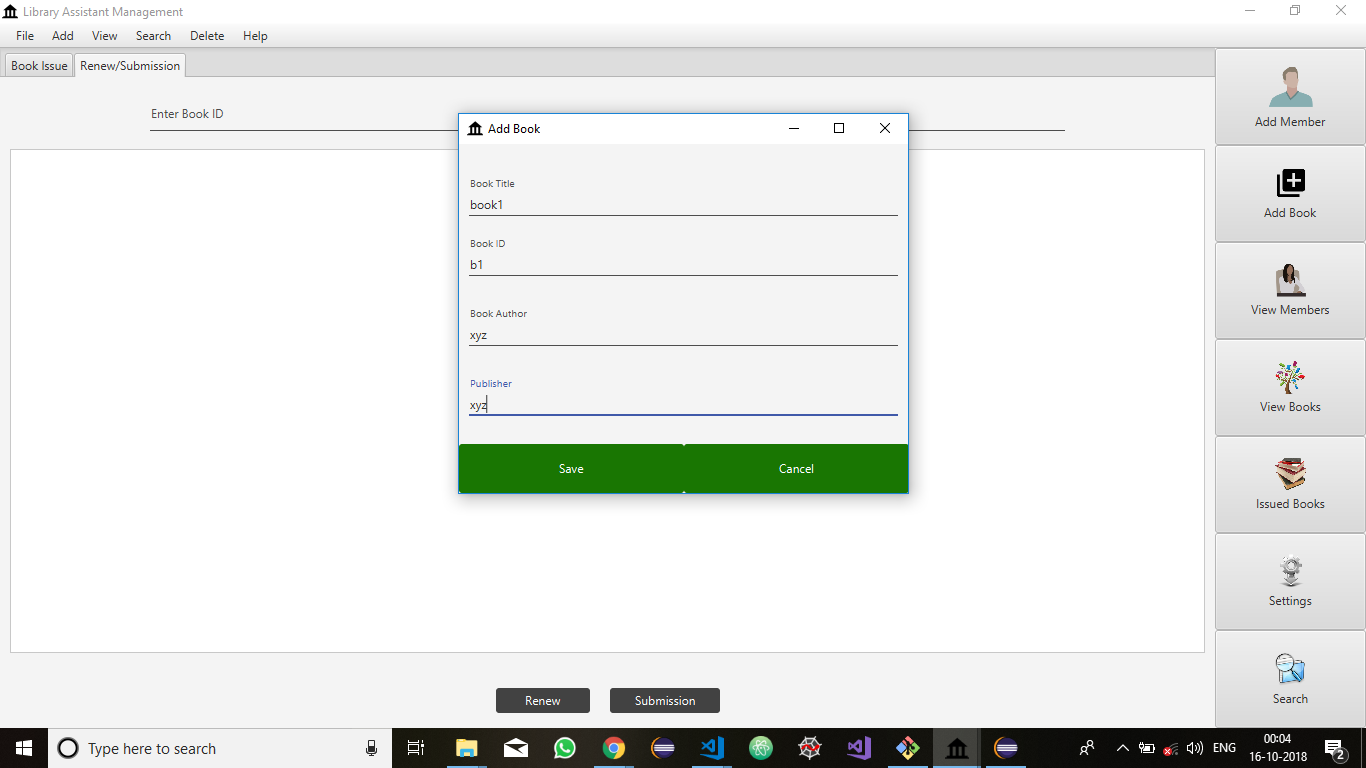 Library Assistant Management
File Add View Search Delete Help
Book Issue Renew/Submission
Enter Book ID
Add Book
Book Title
book1
Book ID
b1
Book Author
xyz
Publisher
xyz
Save Cancel
Renew Submission
Add Member
Add Book
View Members
View Books
Issued Books
Settings
Search
Type here to search
ENG
00:04
16-10-2018
2